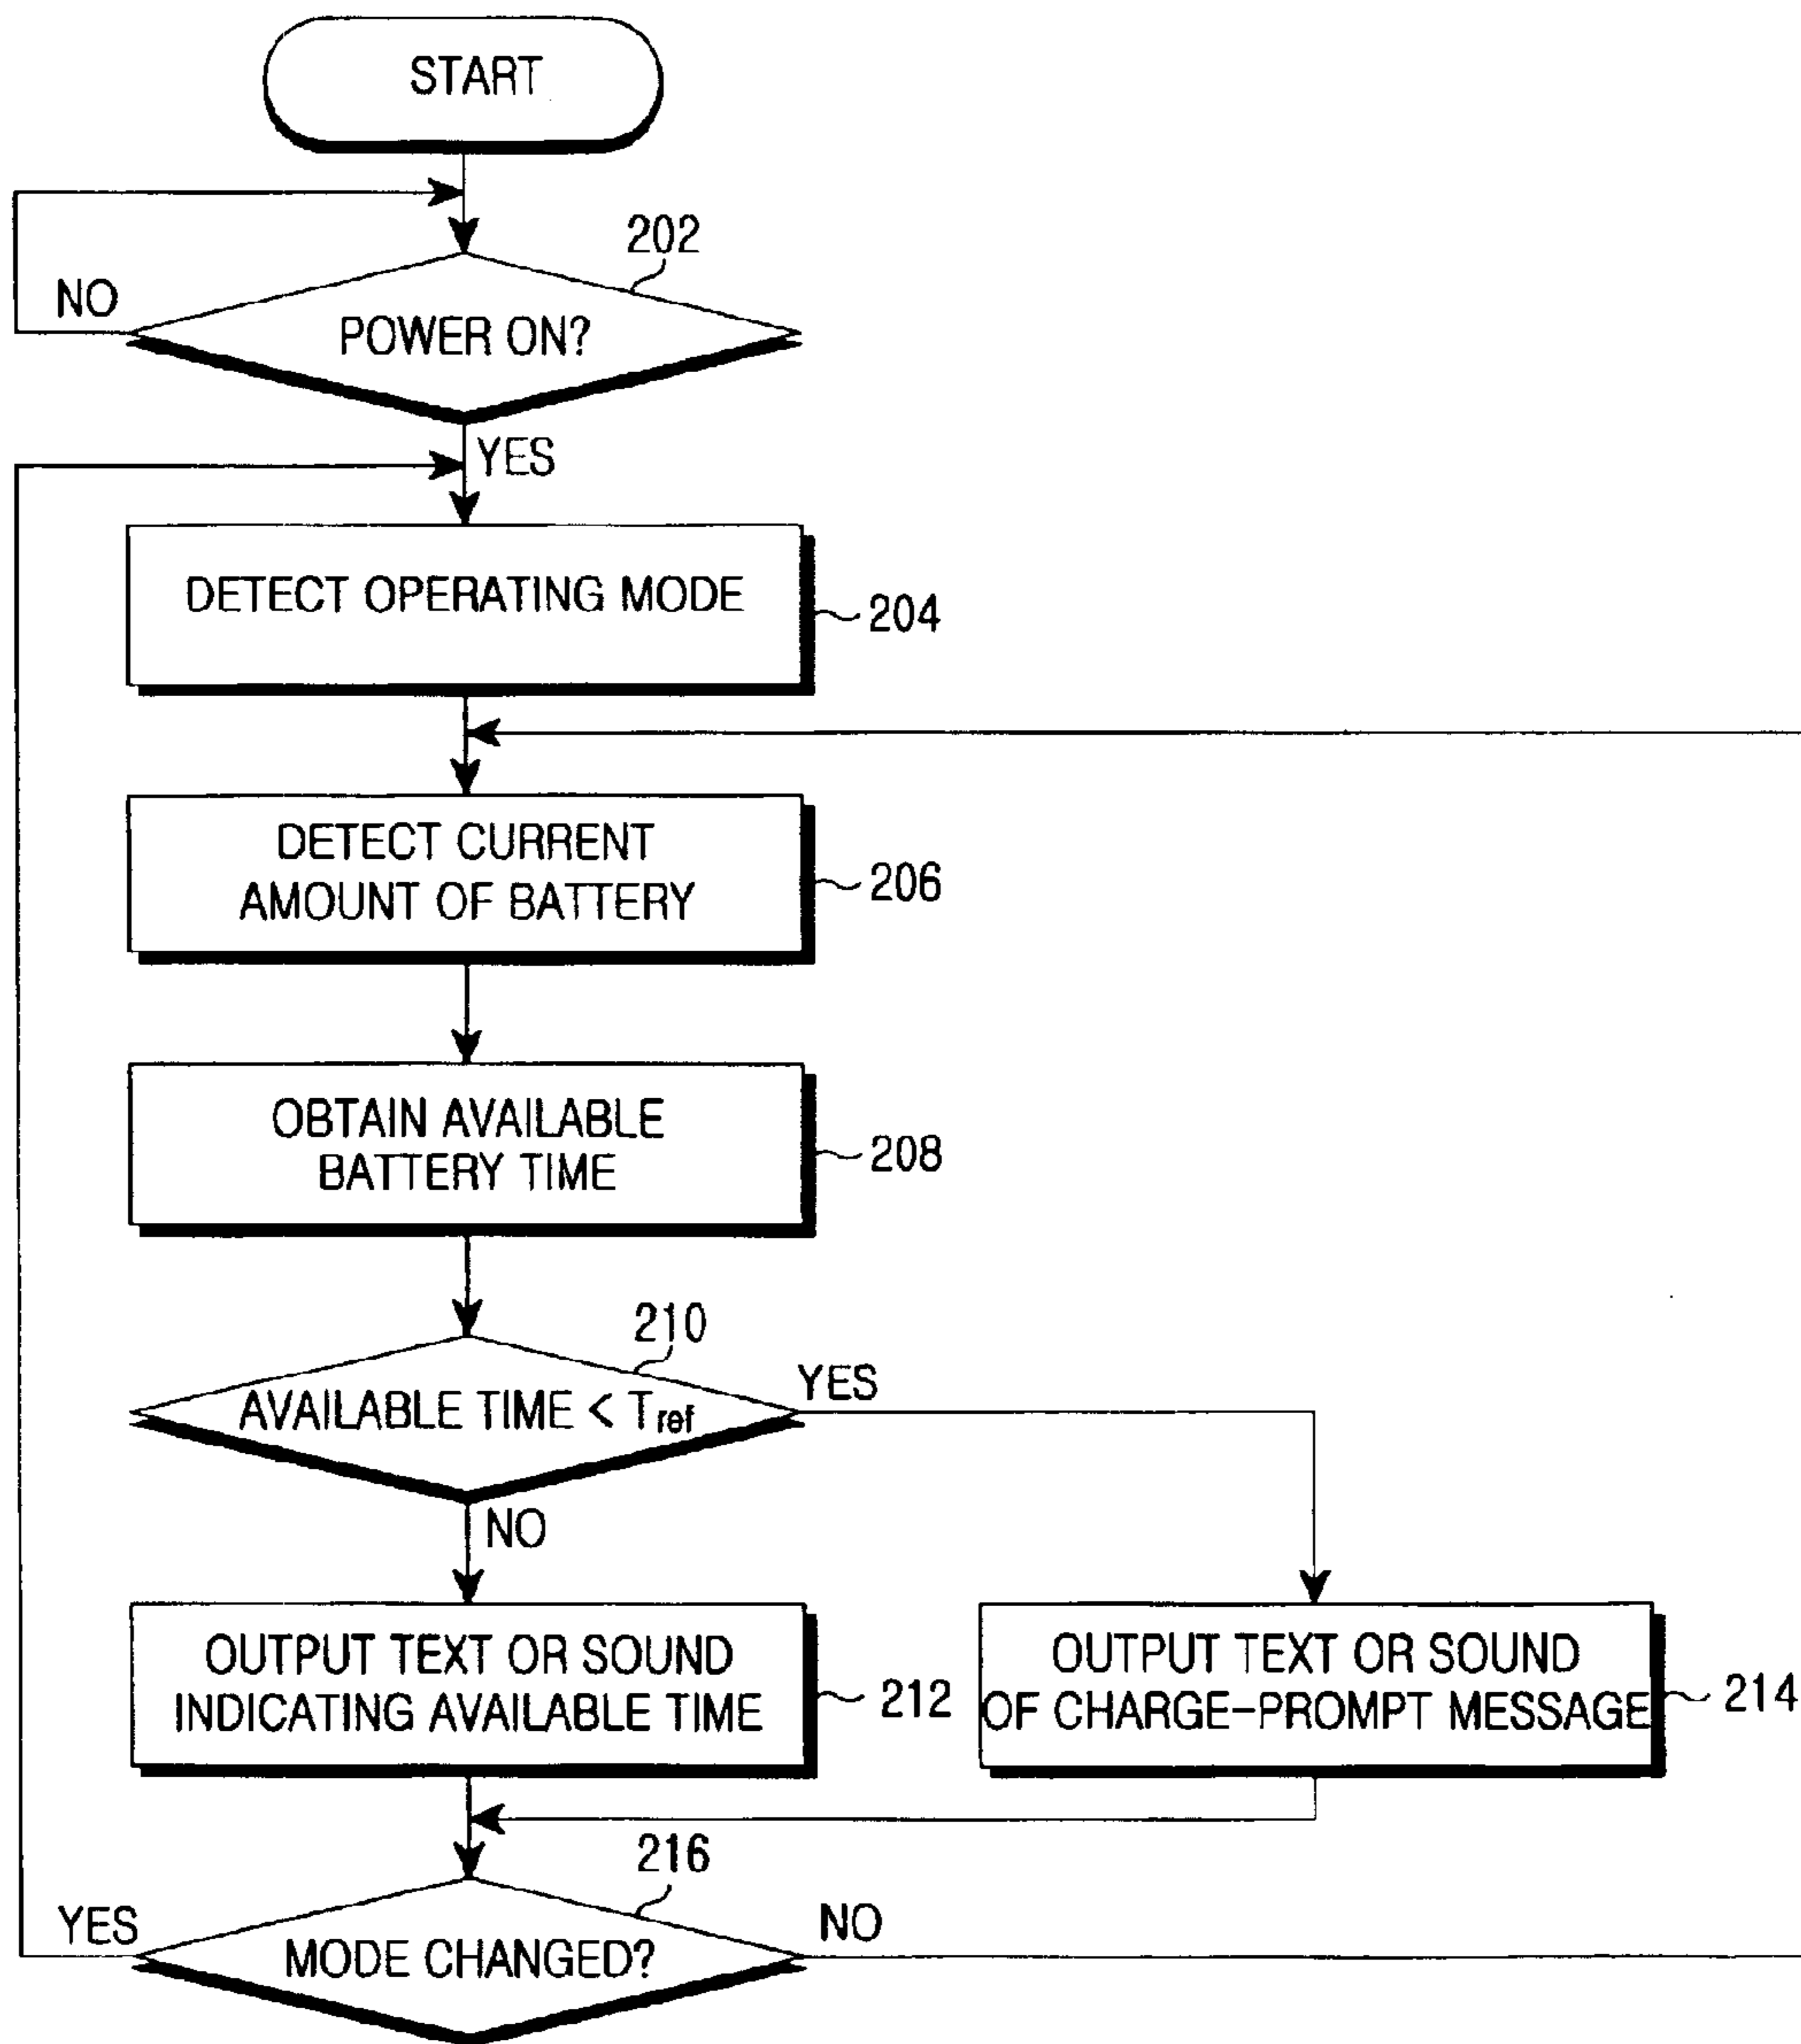 START
202
NO
POWER ON?
YES
DETECT OPERATING MODE
204
DETECT CURRENT
AMOUNT OF BATTERY
206
OBTAIN AVAILABLE
BATTERY TIME
208
210
AVAILABLE TIME < Tref
YES
NO
OUTPUT TEXT OR SOUND
INDICATING AVAILABLE TIME
212
OUTPUT TEXT OR SOUND
OF CHARGE-PROMPT MESSAGE
214
216
YES
MODE CHANGED?
NO